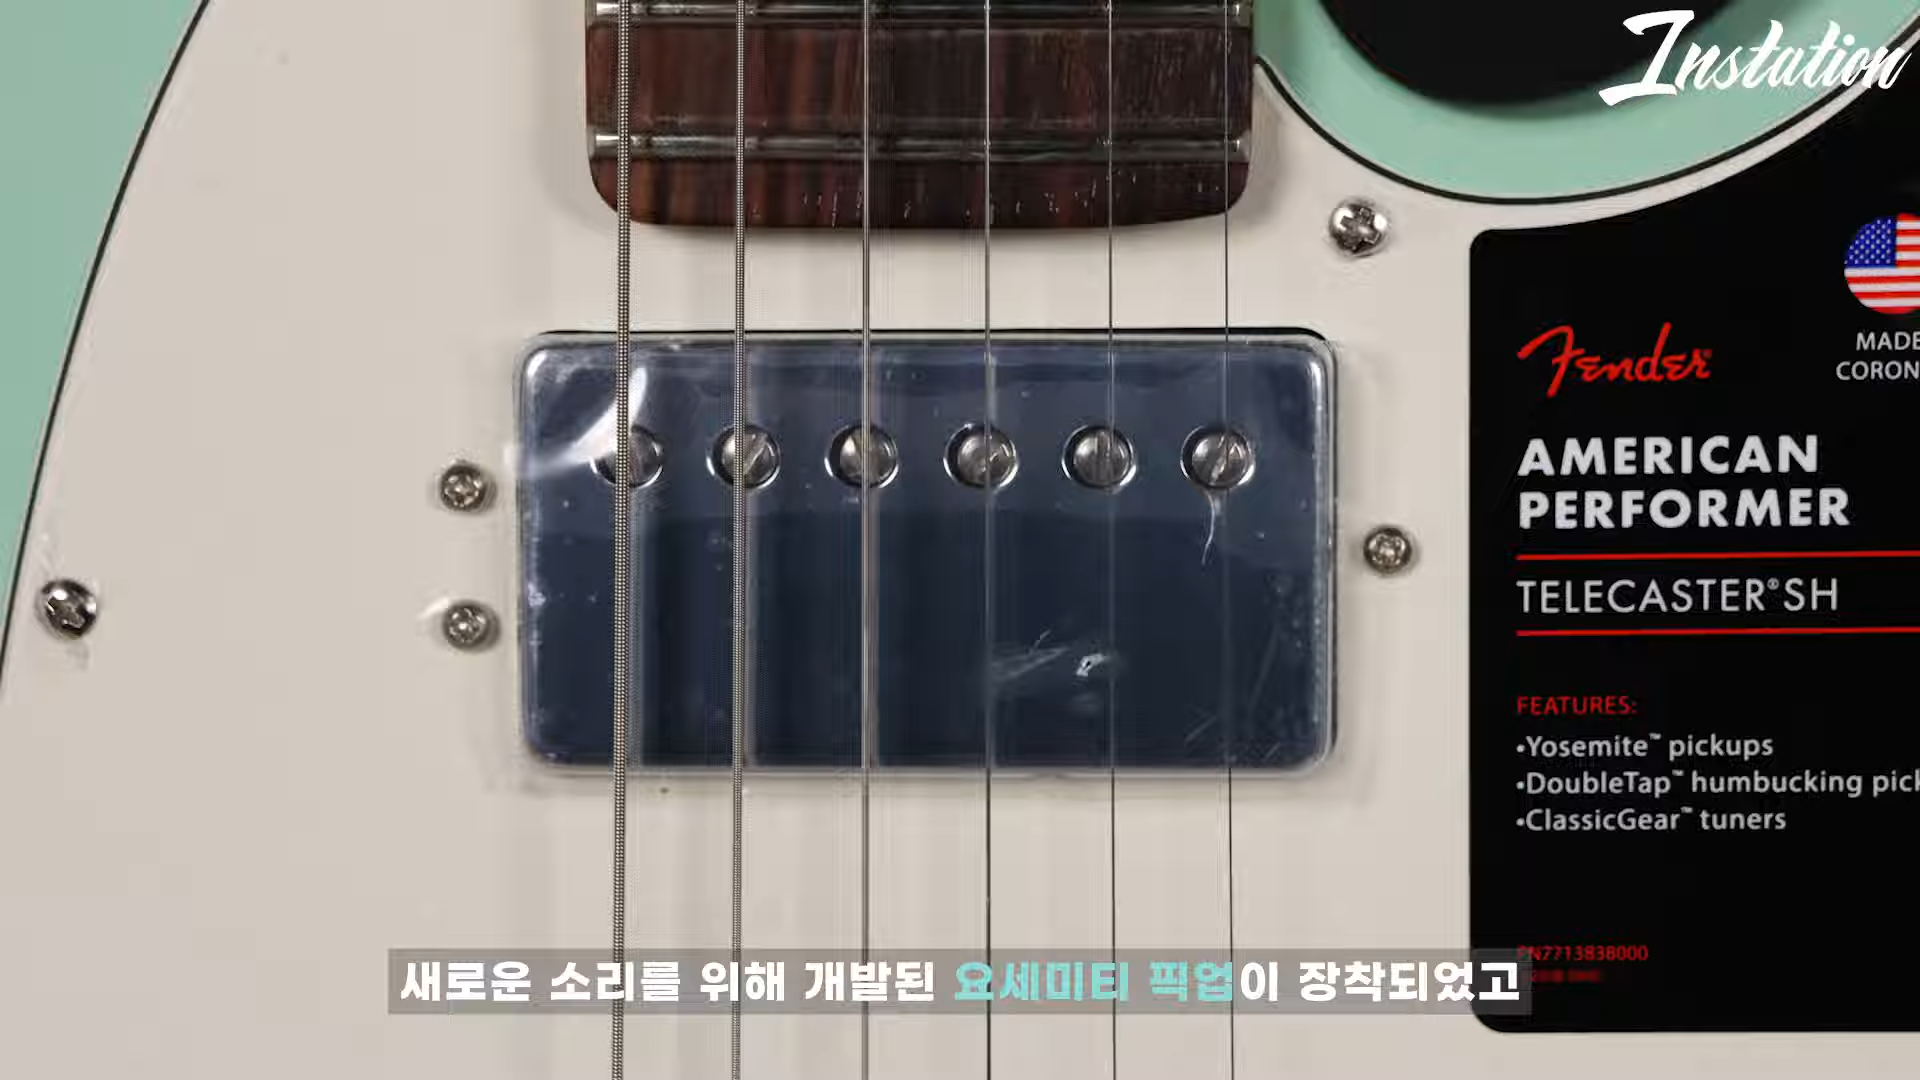 Instation
Fender
MADE
CORON
AMERICAN
PERFORMER
TELECASTER® SH
FEATURES:
•Yosemite™ pickups
•DoubleTap™ humbucking pick
•ClassicGear™ tuners
PN7713838000
새로운 소리를 위해 개발된 요세미티 픽업이 장착되었고